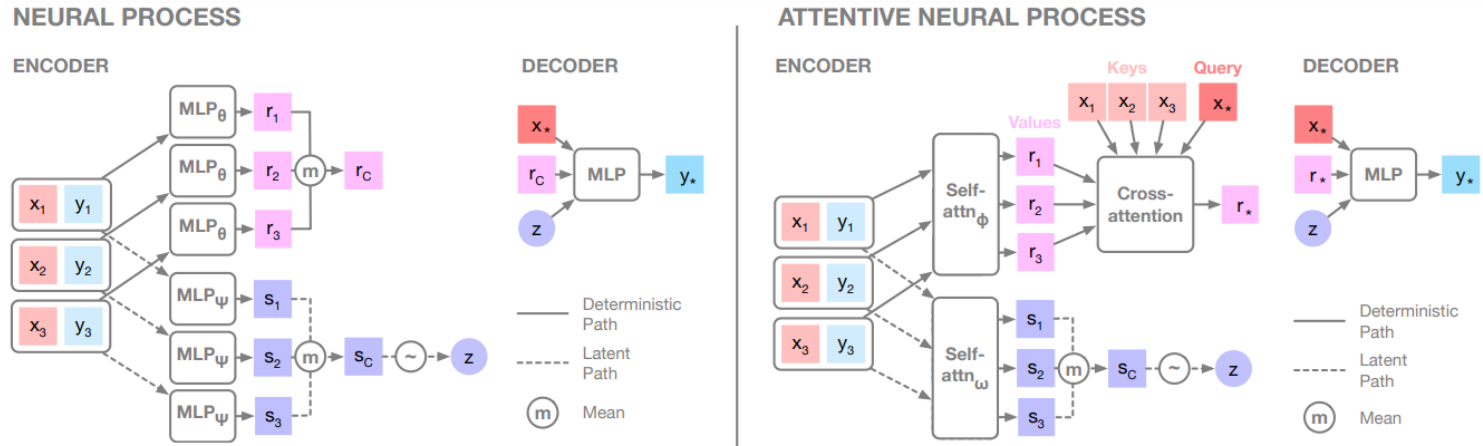 NEURAL PROCESS
ENCODER
DECODER
MLPθ
r1
MLPθ
r2
m
rC
MLPθ
r3
x1 y1
x2 y2
x3 y3
MLPψ
s1
MLPψ
s2
m
sC
~
z
MLPψ
s3
x*
rC
z
MLP
y*
Deterministic
Path
Latent
Path
m Mean
ATTENTIVE NEURAL PROCESS
ENCODER
Keys
Query
DECODER
x1 x2 x3 x*
Values
r1
r2
r3
Self-
attnϕ
Cross-
attention
r*
x1 y1
x2 y2
x3 y3
Self-
attnω
s1
s2
s3
m
sC
~
z
x*
r*
z
MLP
y*
Deterministic
Path
Latent
Path
m Mean